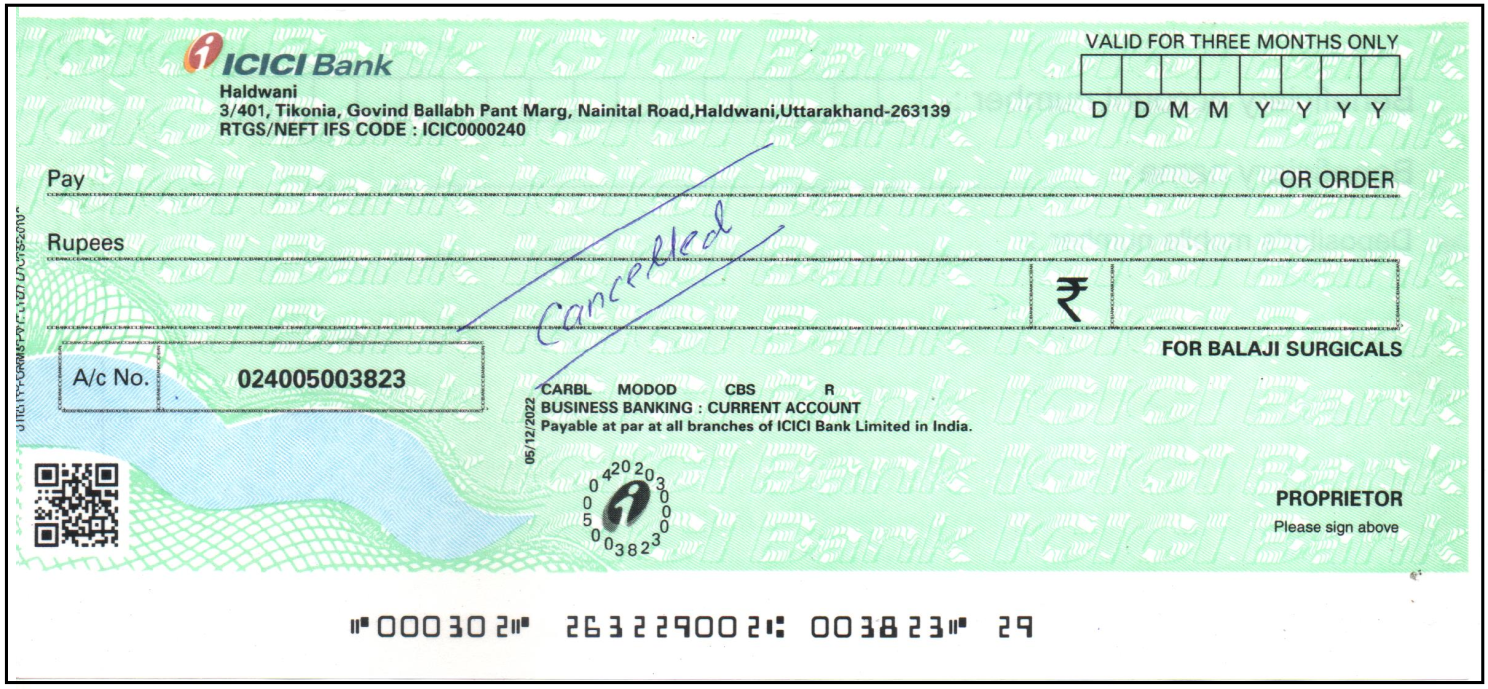 VALID FOR THREE MONTHS ONLY
D D M M Y Y Y Y
ICICI Bank
Haldwani
3/401, Tikonia, Govind Ballabh Pant Marg, Nainital Road,Haldwani,Uttarakhand-263139
RTGS/NEFT IFS CODE : ICIC0000240
Pay OR ORDER
Rupees
Cancelled
₹
FOR BALAJI SURGICALS
A/c No. 024005003823
CARBL MODOD CBS R
BUSINESS BANKING : CURRENT ACCOUNT
Payable at par at all branches of ICICI Bank Limited in India.
05/12/2022
PROPRIETOR
Please sign above
⑈000302⑈ 263229002⑆ 003823⑈ 29